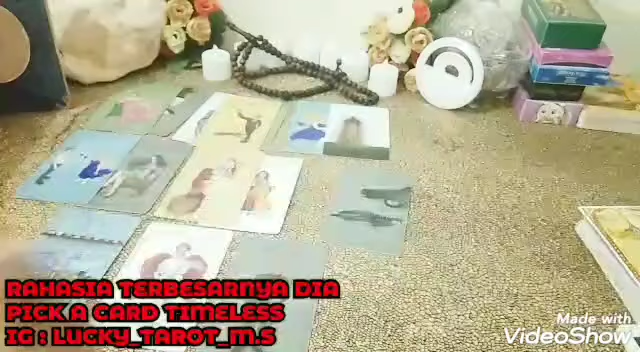 RAHASIA TERBESARNYA DIA
PICK A CARD TIMELESS
IG : LUCKY_TAROT_M.S
Made with
VideoShow